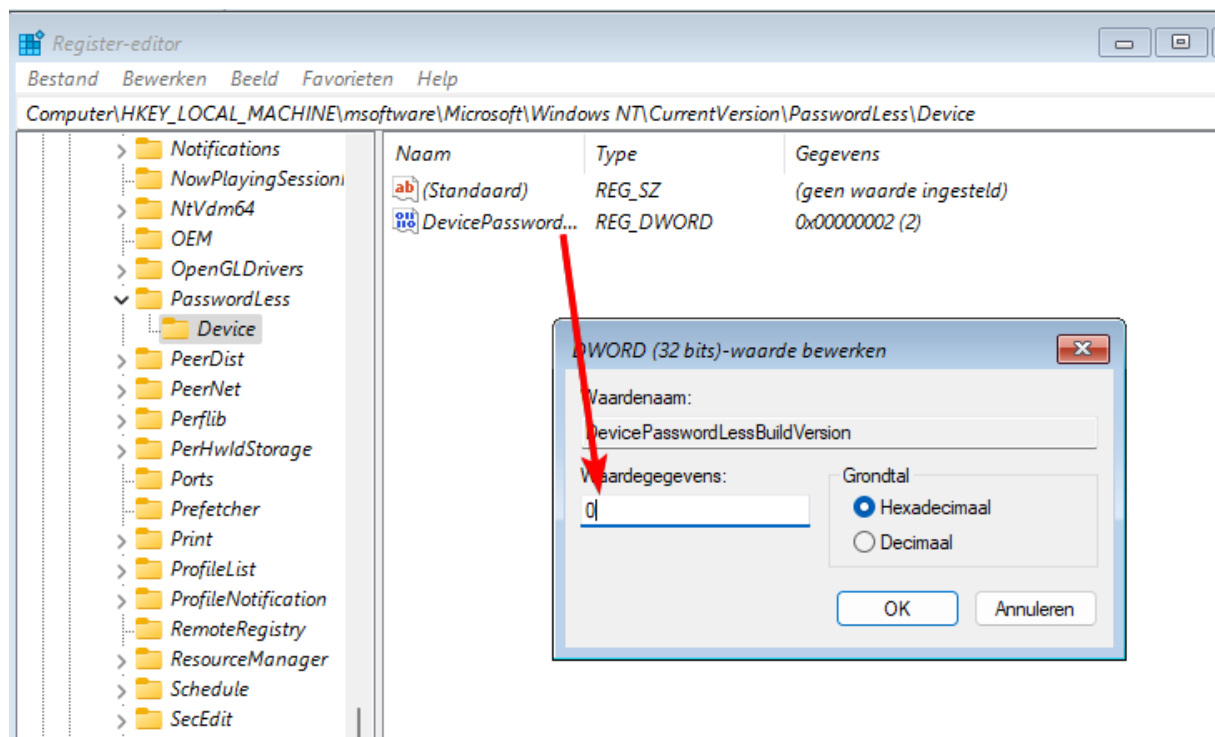 Register-editor
Bestand Bewerken Beeld Favorieten Help
Computer\HKEY_LOCAL_MACHINE\msoftware\Microsoft\Windows NT\CurrentVersion\PasswordLess\Device
Notifications
NowPlayingSessionI
NtVdm64
OEM
OpenGLDrivers
PasswordLess
Device
PeerDist
PeerNet
Perflib
PerHwIdStorage
Ports
Prefetcher
Print
ProfileList
ProfileNotification
RemoteRegistry
ResourceManager
Schedule
SecEdit
Naam Type Gegevens
(Standaard) REG_SZ (geen waarde ingesteld)
DevicePassword... REG_DWORD 0x00000002 (2)
DWORD (32 bits)-waarde bewerken
Waardenaam:
DevicePasswordLessBuildVersion
Waardegegevens: Grondtal
0 Hexadecimaal
Decimaal
OK Annuleren